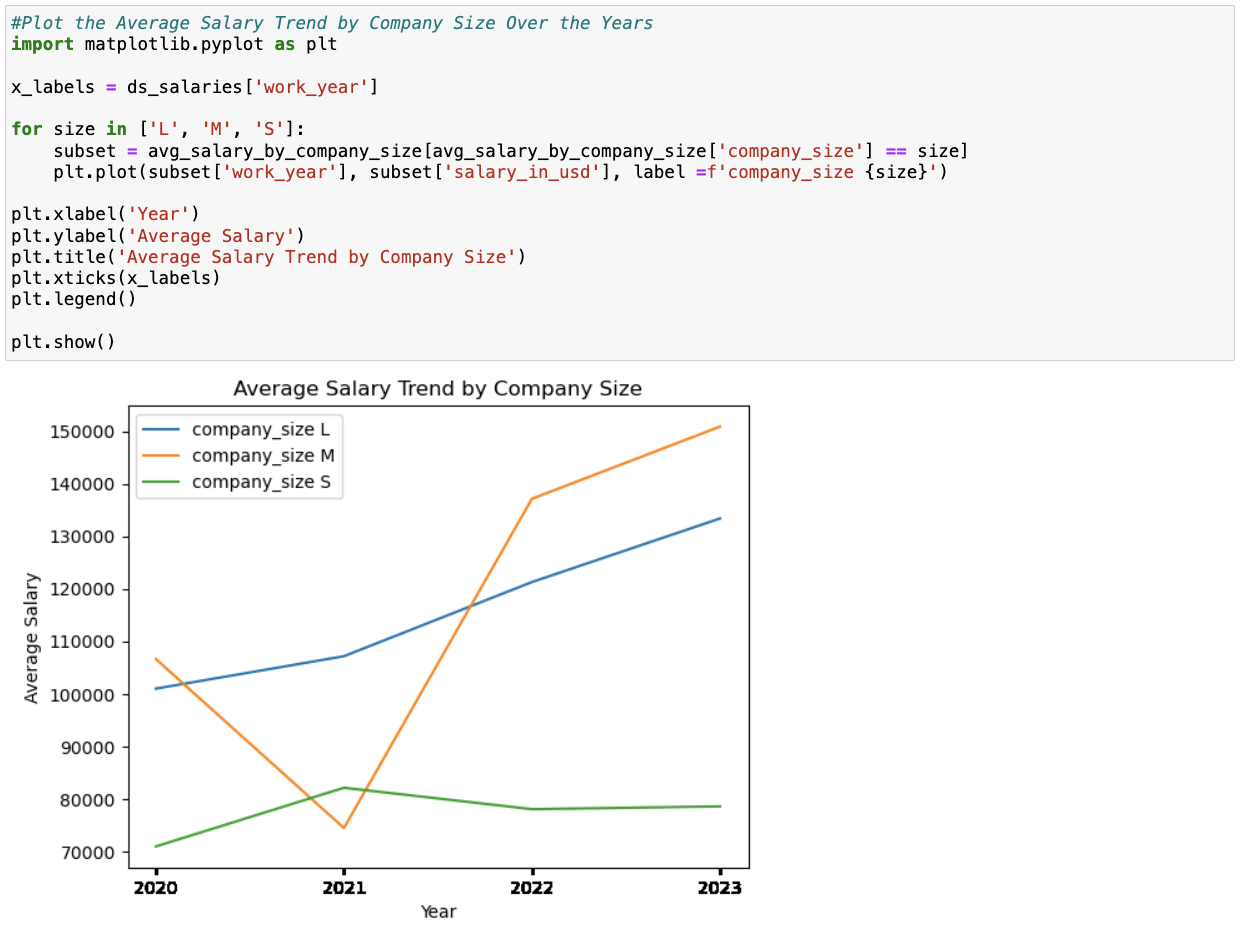 #Plot the Average Salary Trend by Company Size Over the Years
import matplotlib.pyplot as plt
x_labels = ds_salaries['work_year']
for size in ['L', 'M', 'S']:
    subset = avg_salary_by_company_size[avg_salary_by_company_size['company_size'] == size]
    plt.plot(subset['work_year'], subset['salary_in_usd'], label =f'company_size {size}')
plt.xlabel('Year')
plt.ylabel('Average Salary')
plt.title('Average Salary Trend by Company Size')
plt.xticks(x_labels)
plt.legend()
plt.show()
Average Salary Trend by Company Size
company_size L
company_size M
company_size S
150000
140000
130000
120000
110000
100000
90000
80000
70000
Average Salary
2020 2021 2022 2023
Year